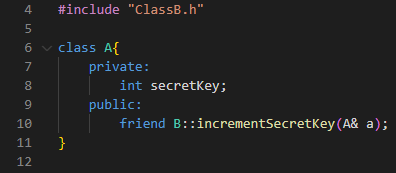 4 #include "ClassB.h"
5
6 class A{
7 private:
8 int secretKey;
9 public:
10 friend B::incrementSecretKey(A& a);
11 }
12